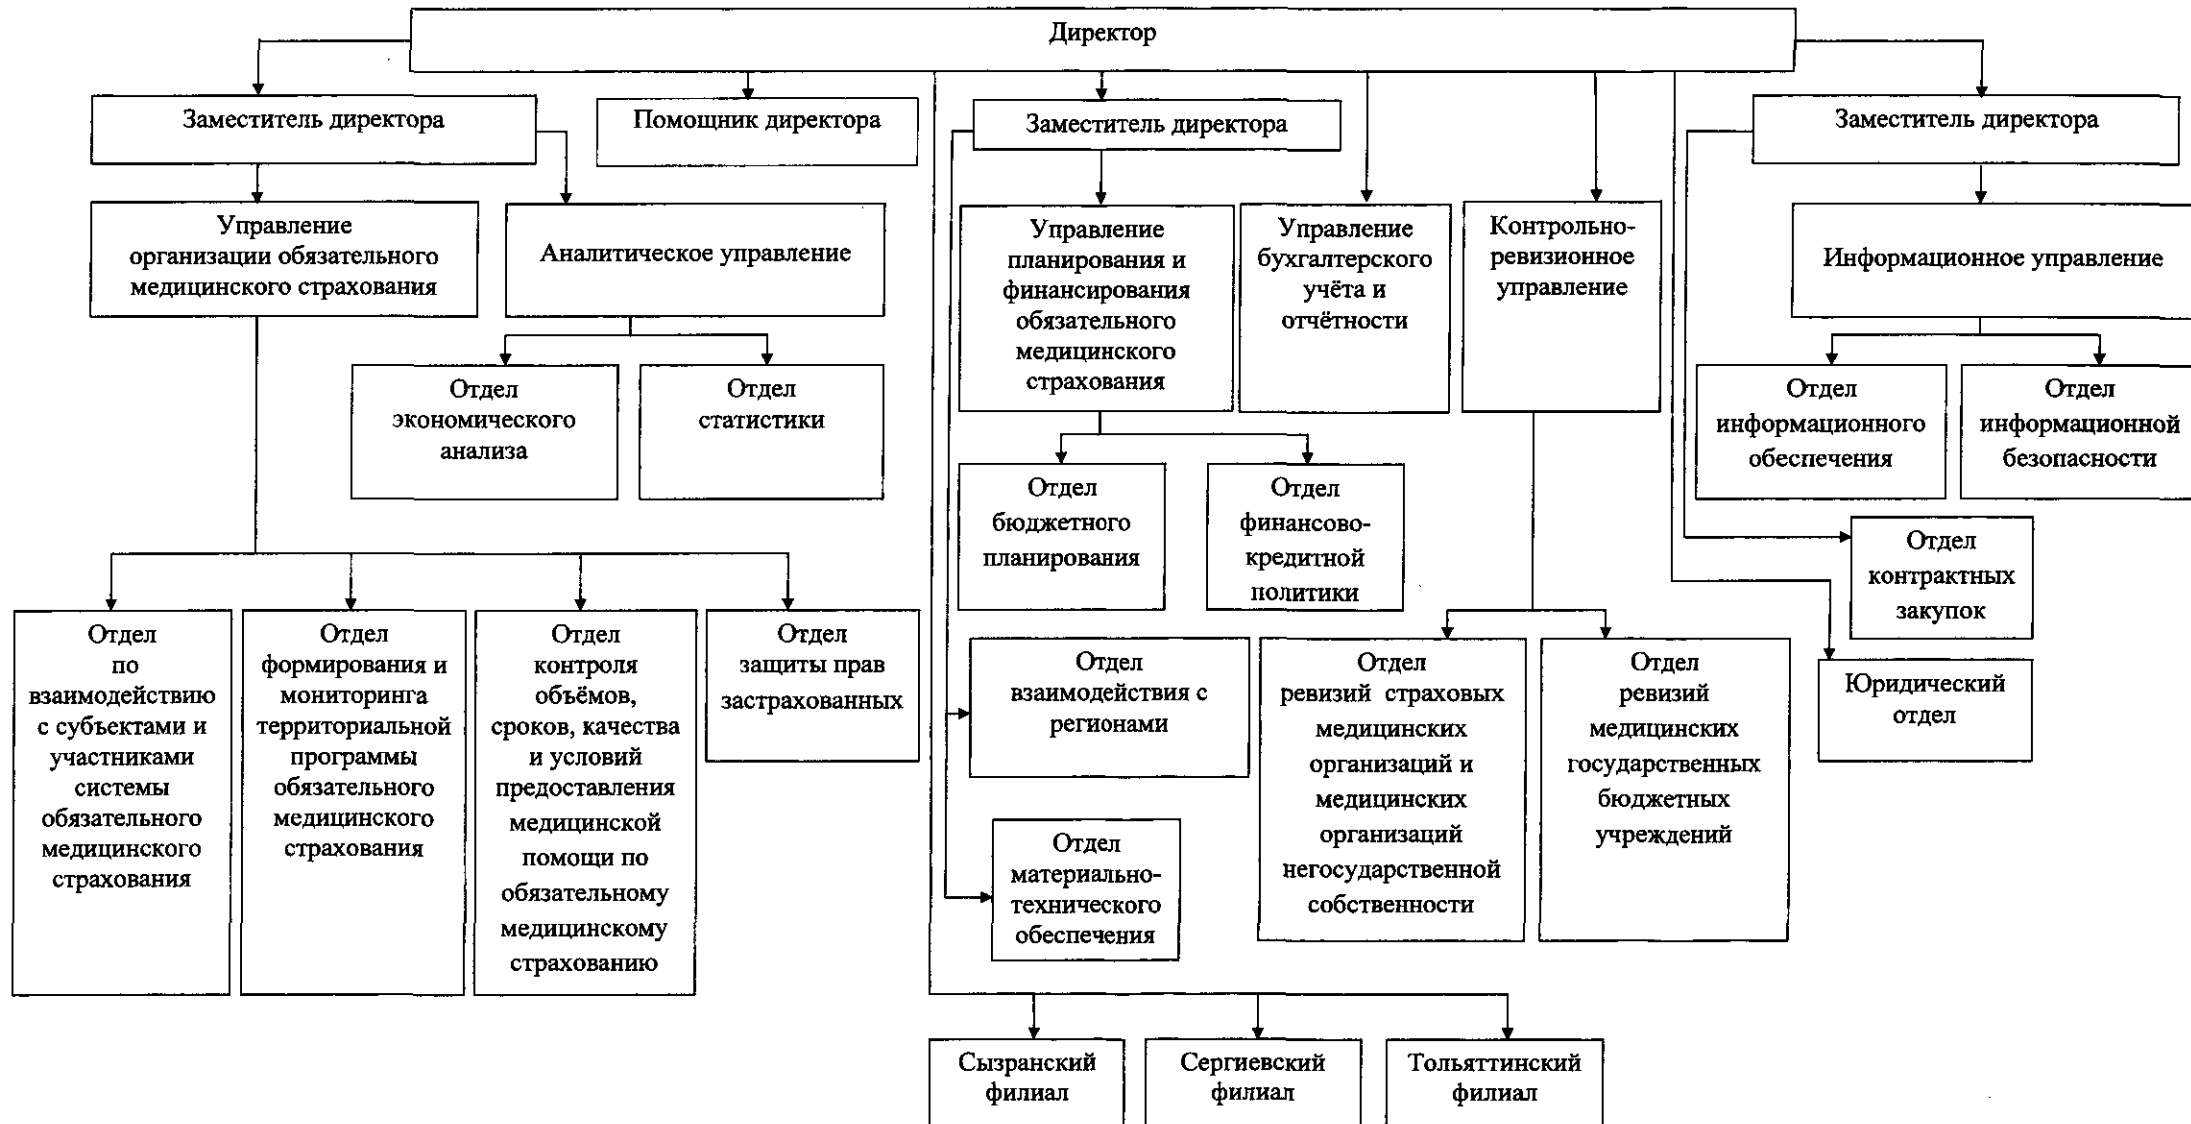 Директор
Заместитель директора
Помощник директора
Заместитель директора
Заместитель директора
Управление
организации обязательного
медицинского страхования
Аналитическое управление
Управление
планирования и
финансирования
обязательного
медицинского
страхования
Управление
бухгалтерского
учёта и
отчётности
Контрольно-
ревизионное
управление
Информационное управление
Отдел
экономического
анализа
Отдел
статистики
Отдел
информационного
обеспечения
Отдел
информационной
безопасности
Отдел
бюджетного
планирования
Отдел
финансово-
кредитной
политики
Отдел
контрактных
закупок
Отдел
по
взаимодействию
с субъектами и
участниками
системы
обязательного
медицинского
страхования
Отдел
формирования и
мониторинга
территориальной
программы
обязательного
медицинского
страхования
Отдел
контроля
объёмов,
сроков, качества
и условий
предоставления
медицинской
помощи по
обязательному
медицинскому
страхованию
Отдел
защиты прав
застрахованных
Отдел
взаимодействия с
регионами
Отдел
ревизий страховых
медицинских
организаций и
медицинских
организаций
негосударственной
собственности
Отдел
ревизий
медицинских
государственных
бюджетных
учреждений
Юридический
отдел
Отдел
материально-
технического
обеспечения
Сызранский
филиал
Сергиевский
филиал
Тольяттинский
филиал